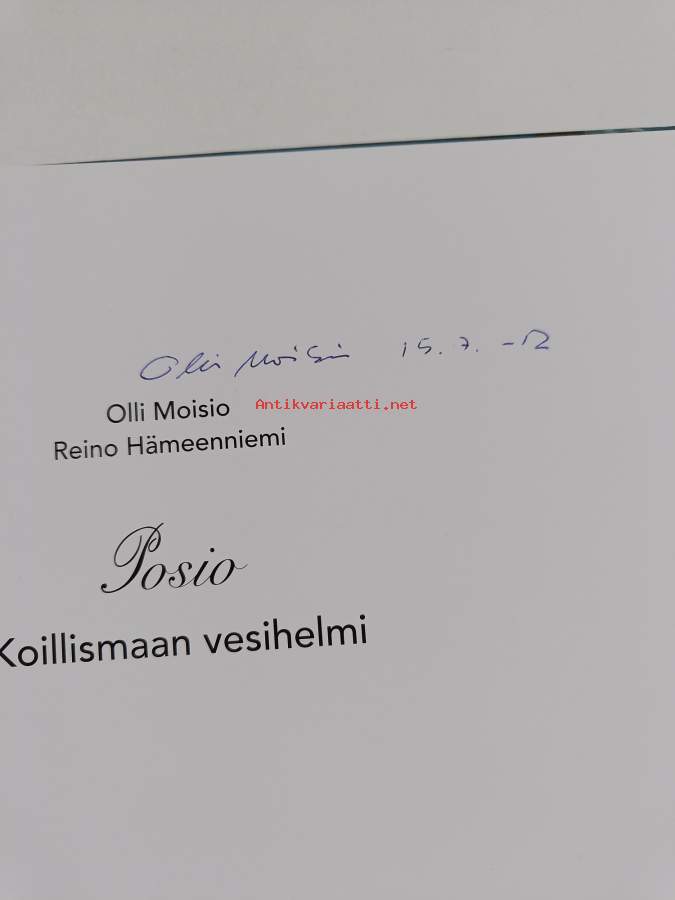 Olli Moisio 15.7. -12
Olli Moisio Antikvariaatti.net
Reino Hämeenniemi
Posio
Koillismaan vesihelmi